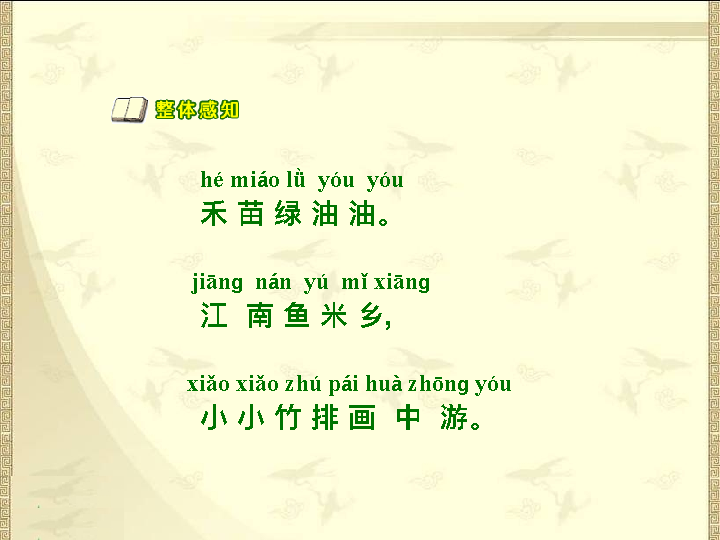 整体感知
hé miáo lǜ yóu yóu
禾苗绿油油。
jiāng nán yú mǐ xiāng
江南鱼米乡,
xiǎo xiǎo zhú pái huà zhōng yóu
小小竹排画中游。